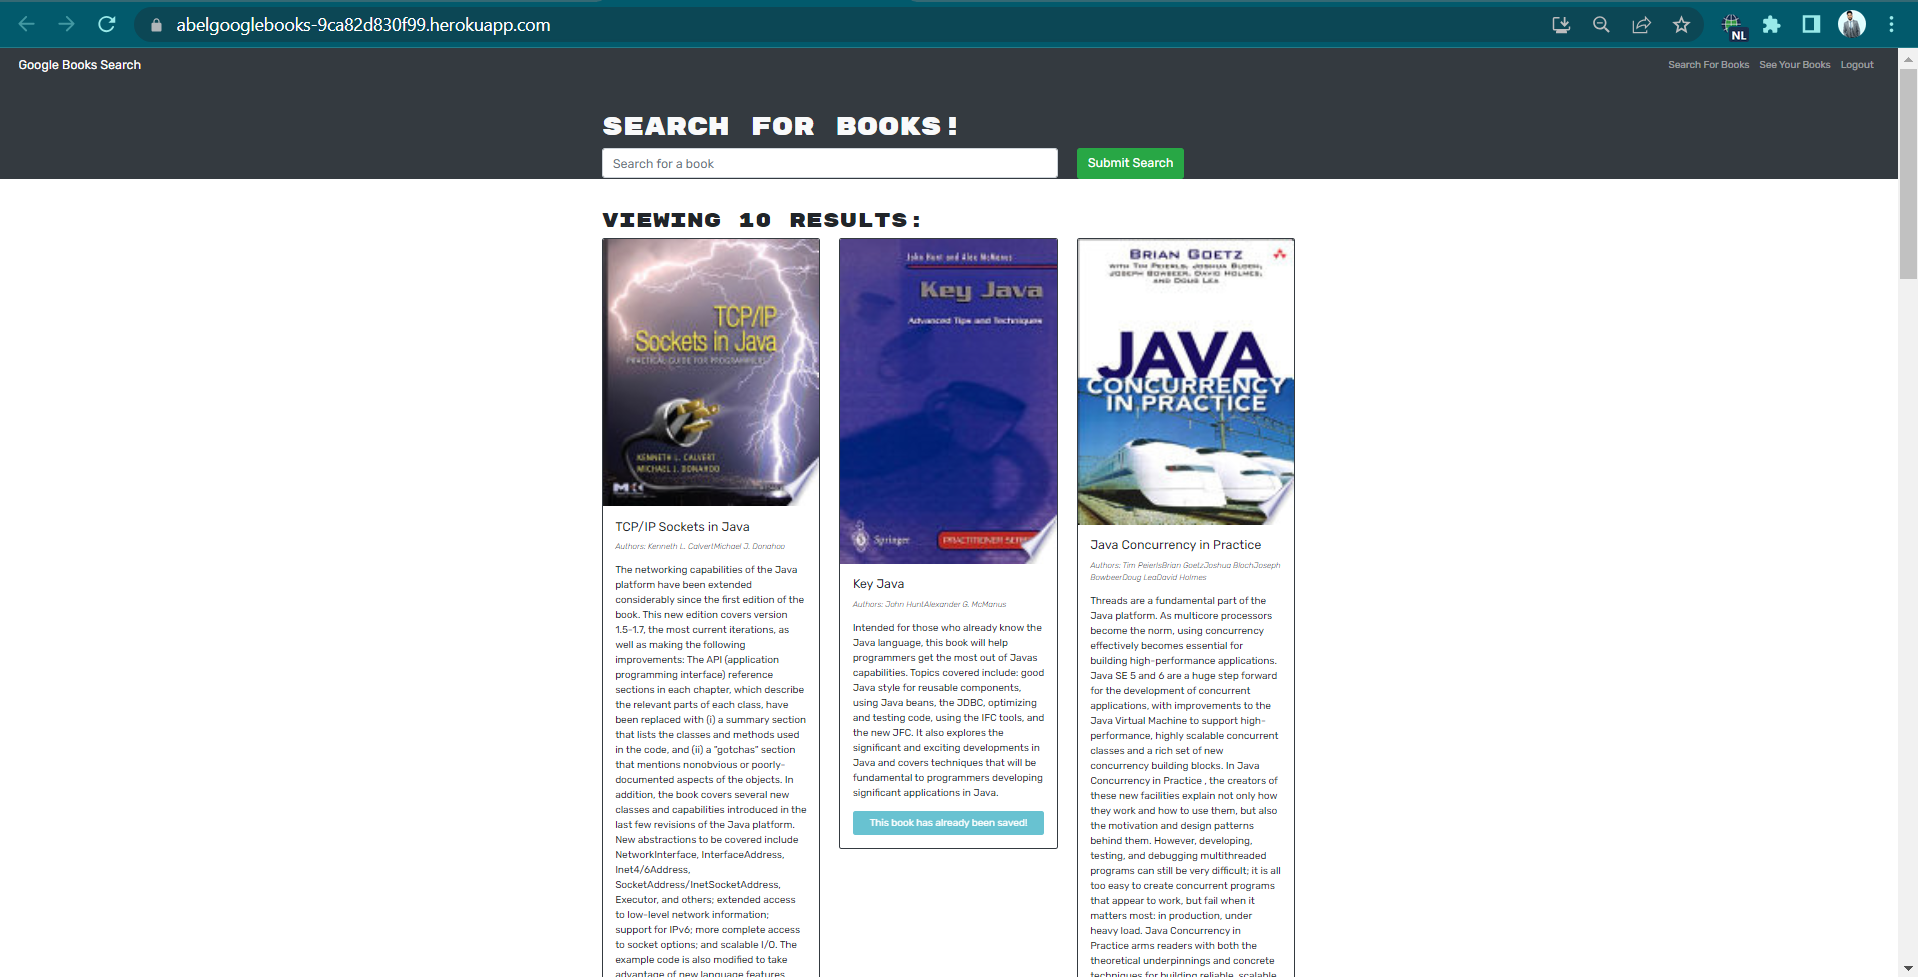 abelgooglebooks-9ca82d830f99.herokuapp.com
NL
Google Books Search
Search For Books
See Your Books
Logout
SEARCH FOR BOOKS!
Search for a book
Submit Search
VIEWING 10 RESULTS:
TCP/IP
Sockets in Java
PRACTICAL GUIDE FOR PROGRAMMERS
KENNETH L. CALVERT
MICHAEL J. DONAHOO
MK
TCP/IP Sockets in Java
Authors: Kenneth L. CalvertMichael J. Donahoo
The networking capabilities of the Java
platform have been extended
considerably since the first edition of the
book. This new edition covers version
1.5-1.7, the most current iterations, as
well as making the following
improvements: The API (application
programming interface) reference
sections in each chapter, which describe
the relevant parts of each class, have
been replaced with (i) a summary section
that lists the classes and methods used
in the code, and (ii) a "gotchas" section
that mentions nonobvious or poorly-
documented aspects of the objects. In
addition, the book covers several new
classes and capabilities introduced in the
last few revisions of the Java platform.
New abstractions to be covered include
NetworkInterface, InterfaceAddress,
Inet4/6Address,
SocketAddress/InetSocketAddress,
Executor, and others; extended access
to low-level network information;
support for IPv6; more complete access
to socket options; and scalable I/O. The
example code is also modified to take
advantage of new language features
John Hunt and Alex McManus
Key Java
Advanced Tips and Techniques
Springer
PRACTITIONER SERI
Key Java
Authors: John HuntAlexander G. McManus
Intended for those who already know the
Java language, this book will help
programmers get the most out of Javas
capabilities. Topics covered include: good
Java style for reusable components,
using Java beans, the JDBC, optimizing
and testing code, using the IFC tools, and
the new JFC. It also explores the
significant and exciting developments in
Java and covers techniques that will be
fundamental to programmers developing
significant applications in Java.
This book has already been saved!
BRIAN GOETZ
WITH TIM PEIERLS, JOSHUA BLOCH,
JOSEPH BOWBEER, DAVID HOLMES,
AND DOUG LEA
JAVA
CONCURRENCY
IN PRACTICE
Java Concurrency in Practice
Authors: Tim PeierlsBrian GoetzJoshua BlochJoseph
BowbeerDoug LeaDavid Holmes
Threads are a fundamental part of the
Java platform. As multicore processors
become the norm, using concurrency
effectively becomes essential for
building high-performance applications.
Java SE 5 and 6 are a huge step forward
for the development of concurrent
applications, with improvements to the
Java Virtual Machine to support high-
performance, highly scalable concurrent
classes and a rich set of new
concurrency building blocks. In Java
Concurrency in Practice , the creators of
these new facilities explain not only how
they work and how to use them, but also
the motivation and design patterns
behind them. However, developing,
testing, and debugging multithreaded
programs can still be very difficult; it is all
too easy to create concurrent programs
that appear to work, but fail when it
matters most: in production, under
heavy load. Java Concurrency in
Practice arms readers with both the
theoretical underpinnings and concrete
techniques for building reliable, scalable